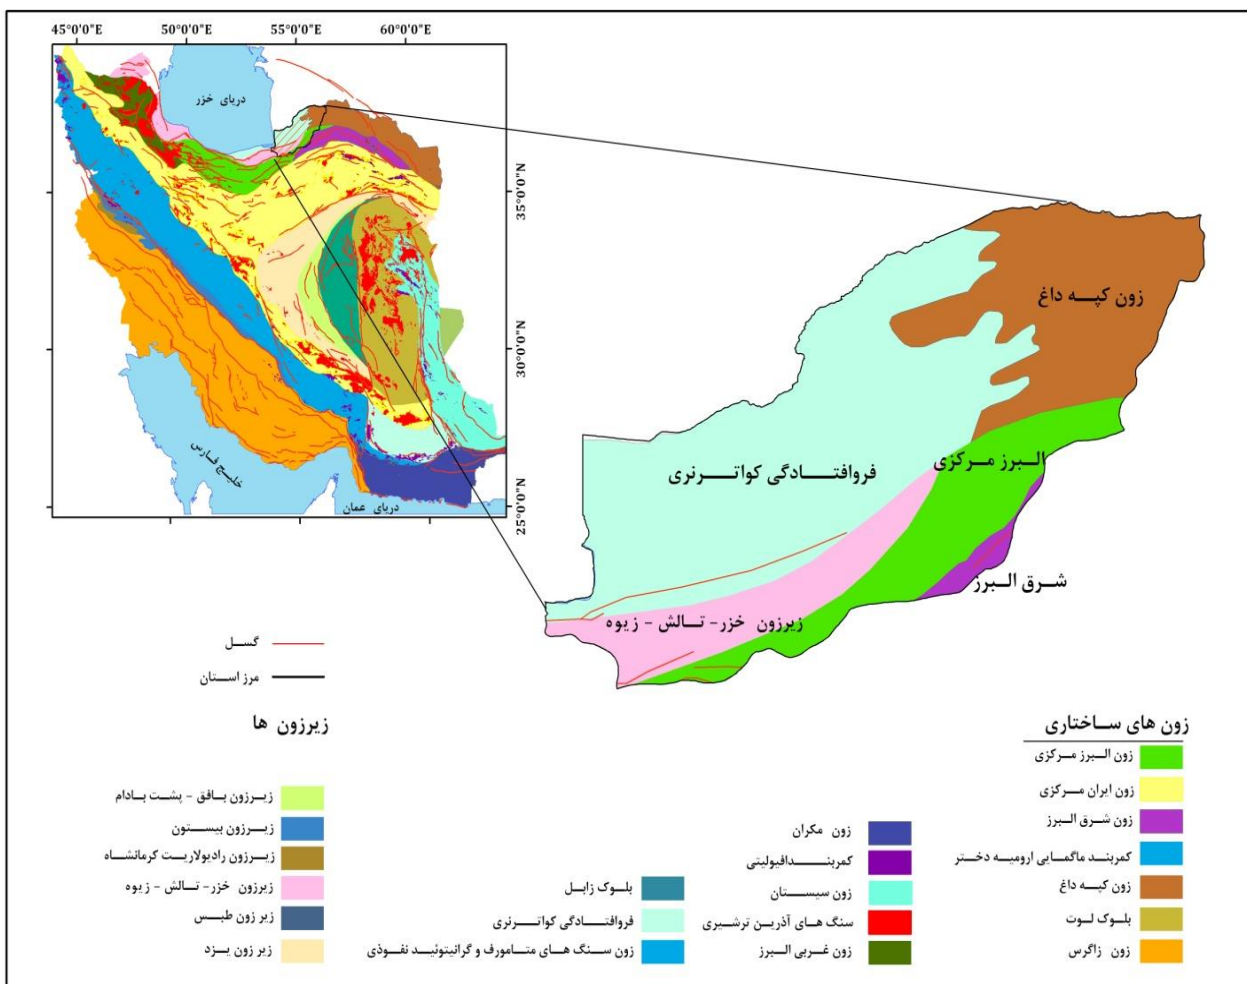 45°0'0"E
50°0'0"E
55°0'0"E
60°0'0"E
دریای خزر
35°0'0"N
30°0'0"N
25°0'0"N
خلیج فارس
دریای عمان
زون کپه داغ
البرز مرکزی
فروافتادگی کواترنری
شرق البرز
زیرزون خزر- تالش - زیوه
گسل
مرز استان
زون های ساختاری
زون البرز مرکزی
زون ایران مرکزی
زون شرق البرز
کمربند ماگمایی ارومیه دختر
زون کپه داغ
بلوک لوت
زون زاگرس
زون مکران
کمربندافیولیتی
زون سیستان
سنگ های آذرین ترشیری
زون غربی البرز
بلوک زابل
فروافتادگی کواترنری
زون سنگ های متامورف و گرانیتوئید نفوذی
زیرزون ها
زیرزون بافق - پشت بادام
زیرزون بیستون
زیرزون رادیولاریت کرمانشاه
زیرزون خزر- تالش - زیوه
زیر زون طبس
زیر زون یزد